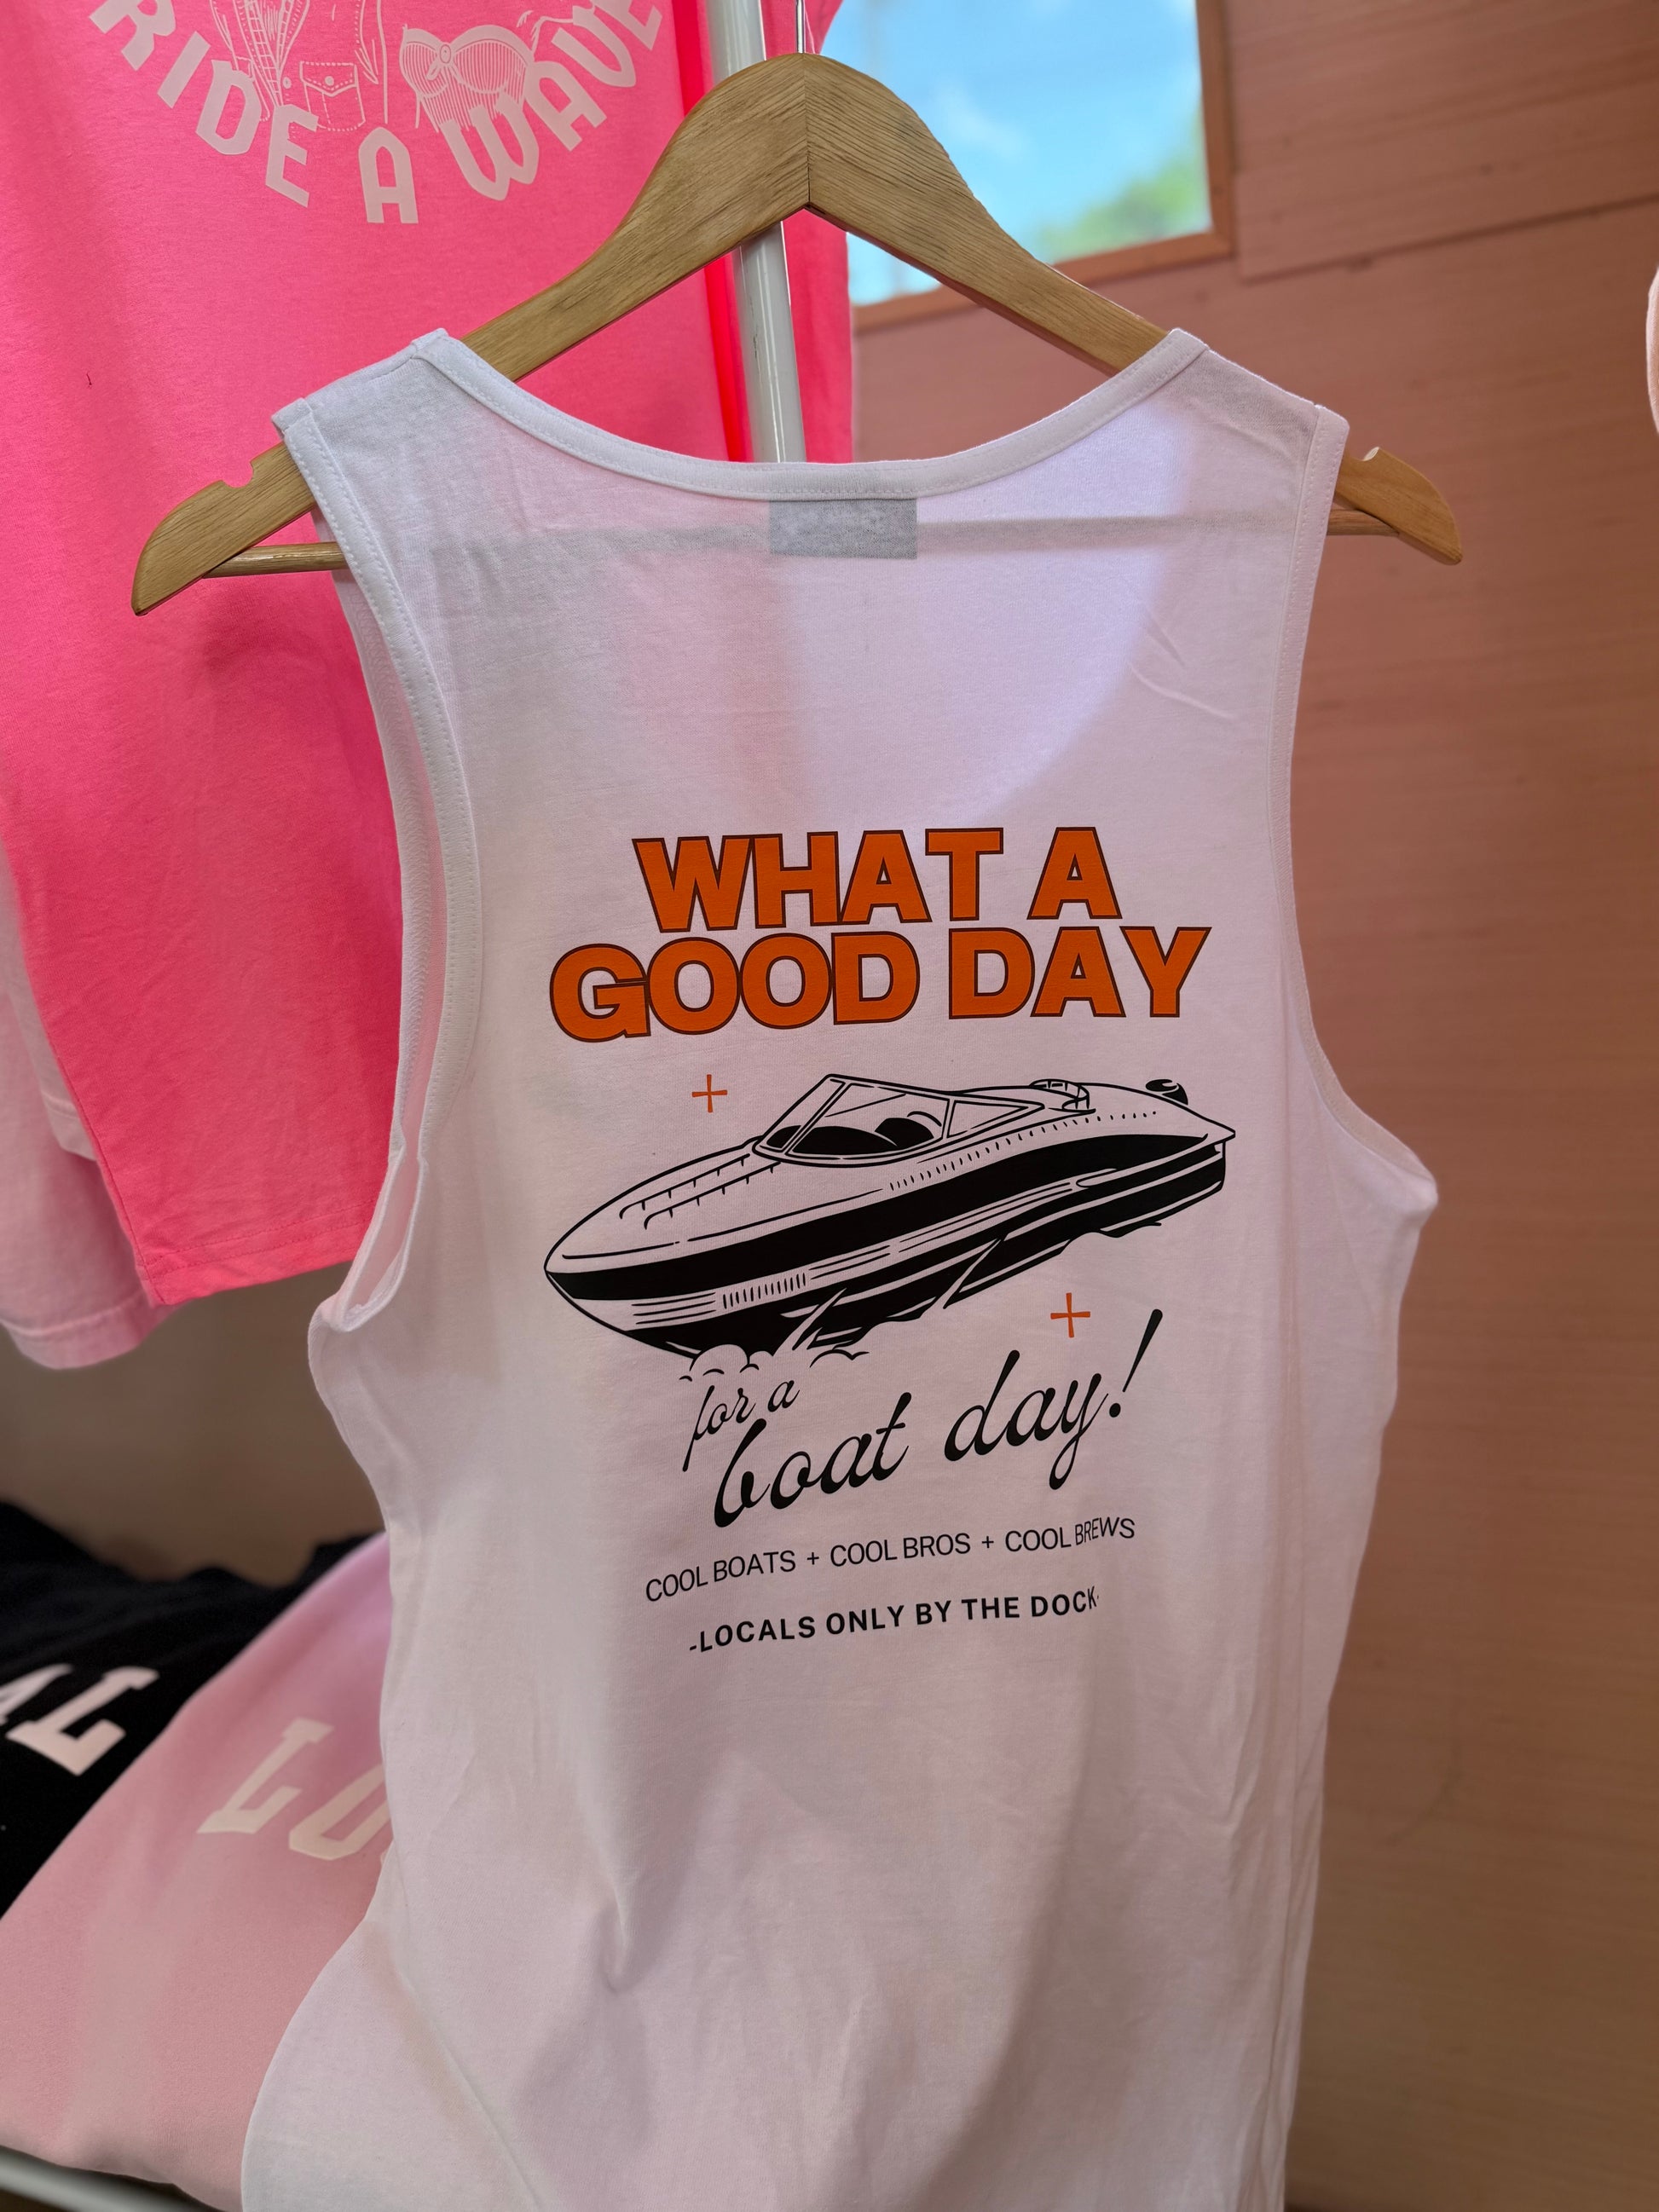 RIDE A WAVE
WHAT A
GOOD DAY
for a
boat day!
COOL BOATS + COOL BROS + COOL BREWS
-LOCALS ONLY BY THE DOCK-